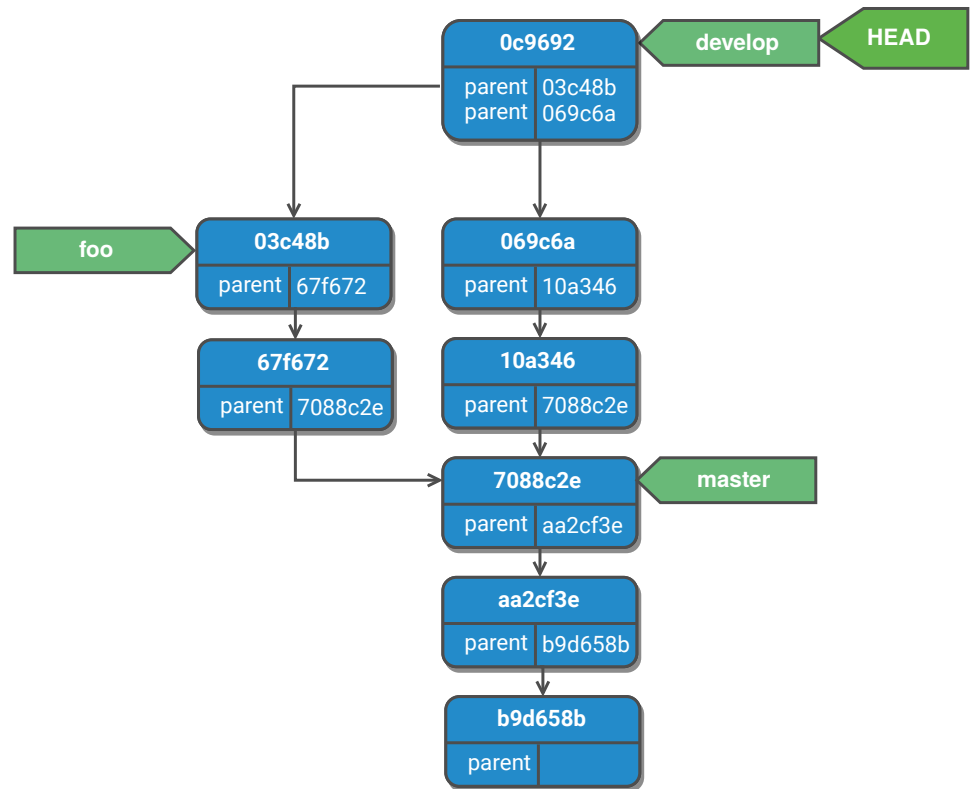 0c9692
develop
HEAD
parent 03c48b
parent 069c6a
foo
03c48b
parent 67f672
069c6a
parent 10a346
67f672
parent 7088c2e
10a346
parent 7088c2e
7088c2e
master
parent aa2cf3e
aa2cf3e
parent b9d658b
b9d658b
parent